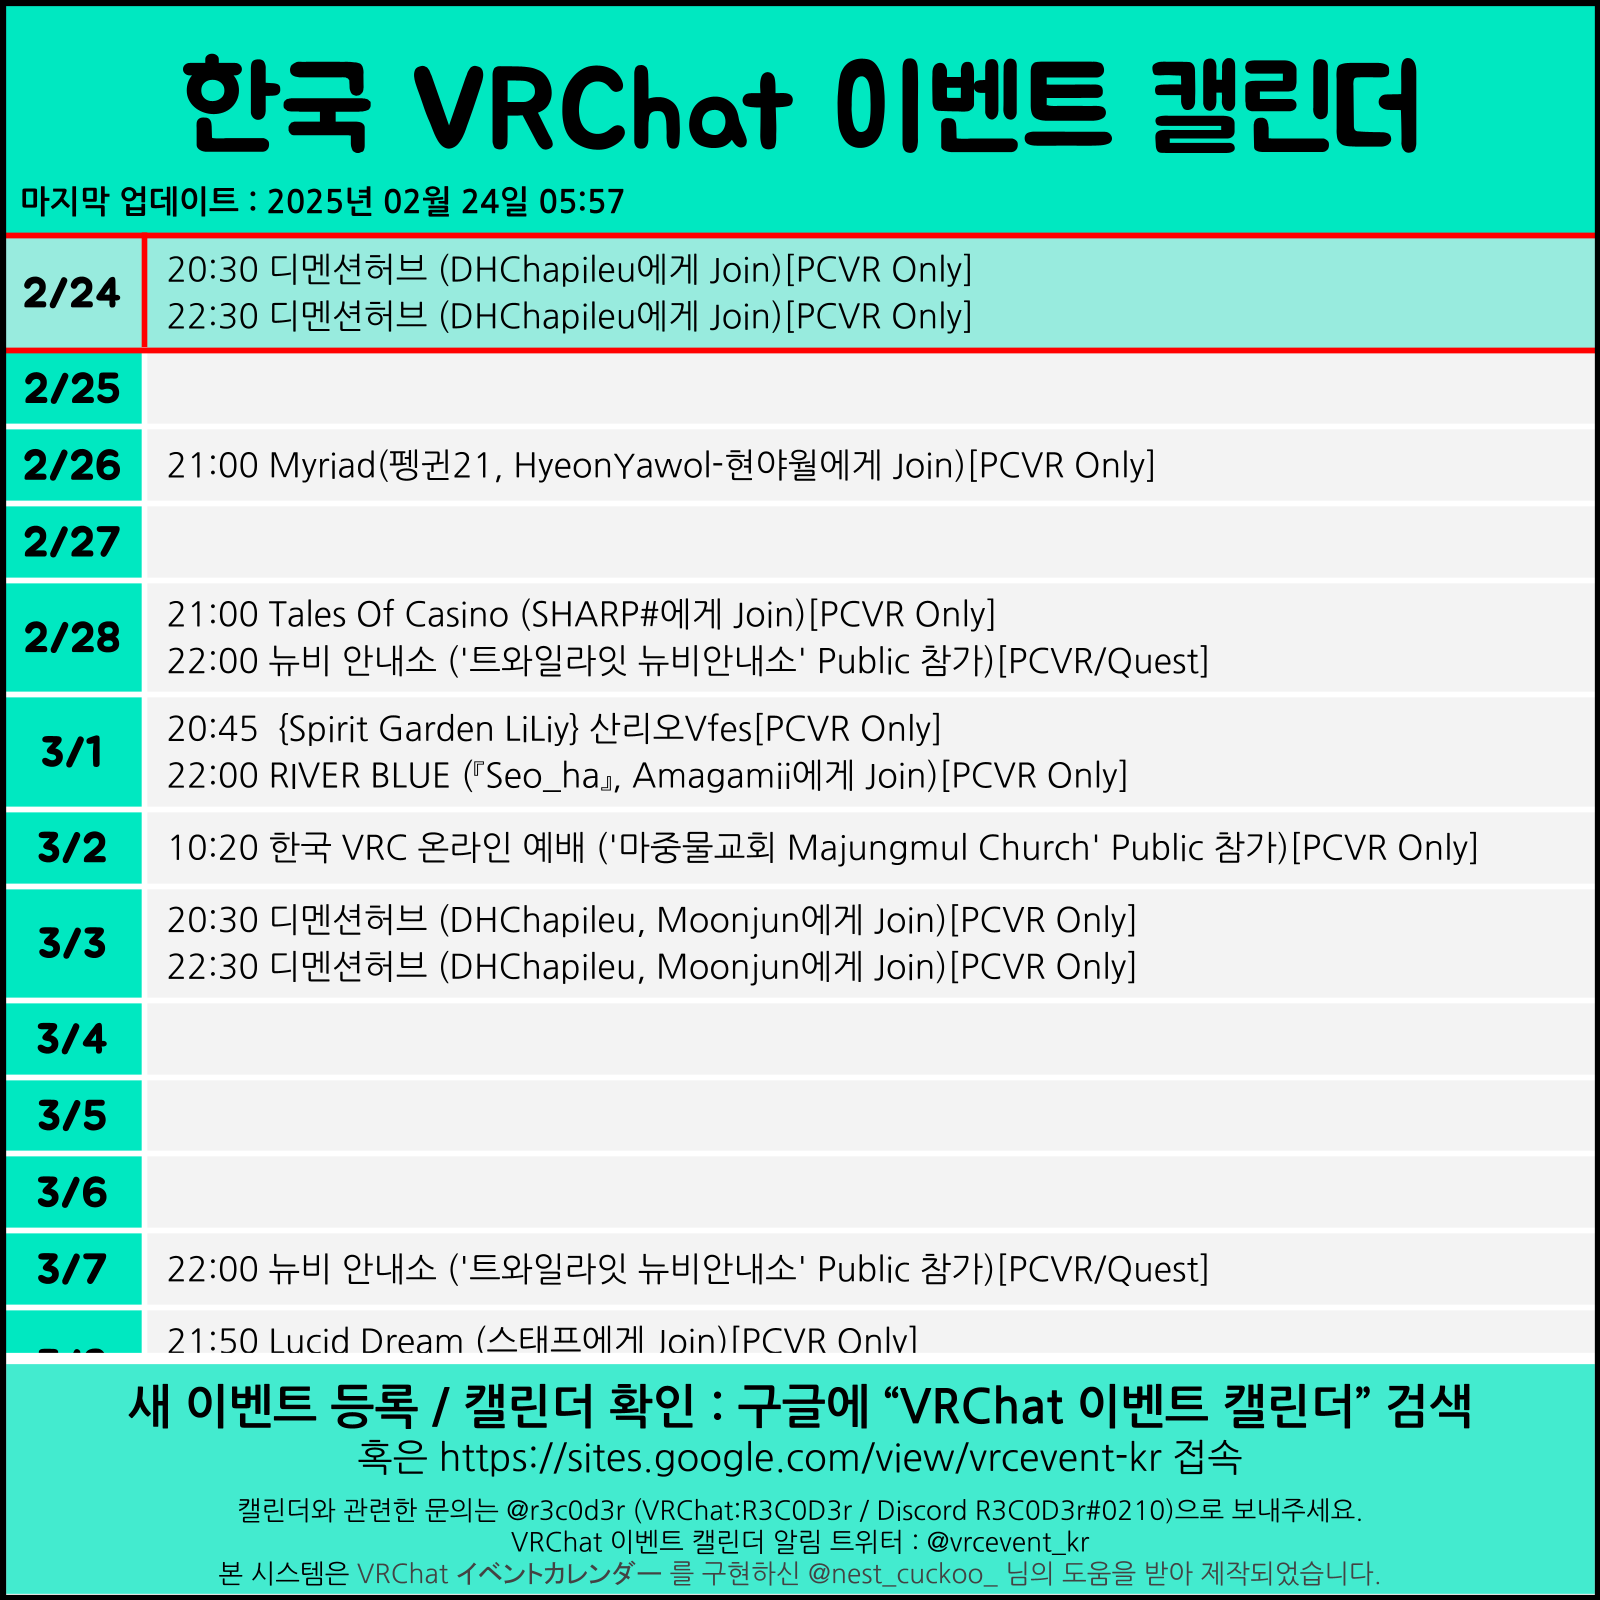 한국 VRChat 이벤트 캘린더
마지막 업데이트 : 2025년 02월 24일 05:57
2/24
20:30 디멘션허브 (DHChapileu에게 Join)[PCVR Only]
22:30 디멘션허브 (DHChapileu에게 Join)[PCVR Only]
2/25
2/26
21:00 Myriad(펭귄21, HyeonYawol-현야월에게 Join)[PCVR Only]
2/27
2/28
21:00 Tales Of Casino (SHARP#에게 Join)[PCVR Only]
22:00 뉴비 안내소 ('트와일라잇 뉴비안내소' Public 참가)[PCVR/Quest]
3/1
20:45  {Spirit Garden LiLiy} 산리오Vfes[PCVR Only]
22:00 RIVER BLUE (『Seo_ha』, Amagamii에게 Join)[PCVR Only]
3/2
10:20 한국 VRC 온라인 예배 ('마중물교회 Majungmul Church' Public 참가)[PCVR Only]
3/3
20:30 디멘션허브 (DHChapileu, Moonjun에게 Join)[PCVR Only]
22:30 디멘션허브 (DHChapileu, Moonjun에게 Join)[PCVR Only]
3/4
3/5
3/6
3/7
22:00 뉴비 안내소 ('트와일라잇 뉴비안내소' Public 참가)[PCVR/Quest]
21:50 Lucid Dream (스태프에게 Join)[PCVR Only]
새 이벤트 등록 / 캘린더 확인 : 구글에 “VRChat 이벤트 캘린더” 검색
혹은 https://sites.google.com/view/vrcevent-kr 접속
캘린더와 관련한 문의는 @r3c0d3r (VRChat:R3C0D3r / Discord R3C0D3r#0210)으로 보내주세요.
VRChat 이벤트 캘린더 알림 트위터 : @vrcevent_kr
본 시스템은 VRChat イベントカレンダー 를 구현하신 @nest_cuckoo_ 님의 도움을 받아 제작되었습니다.